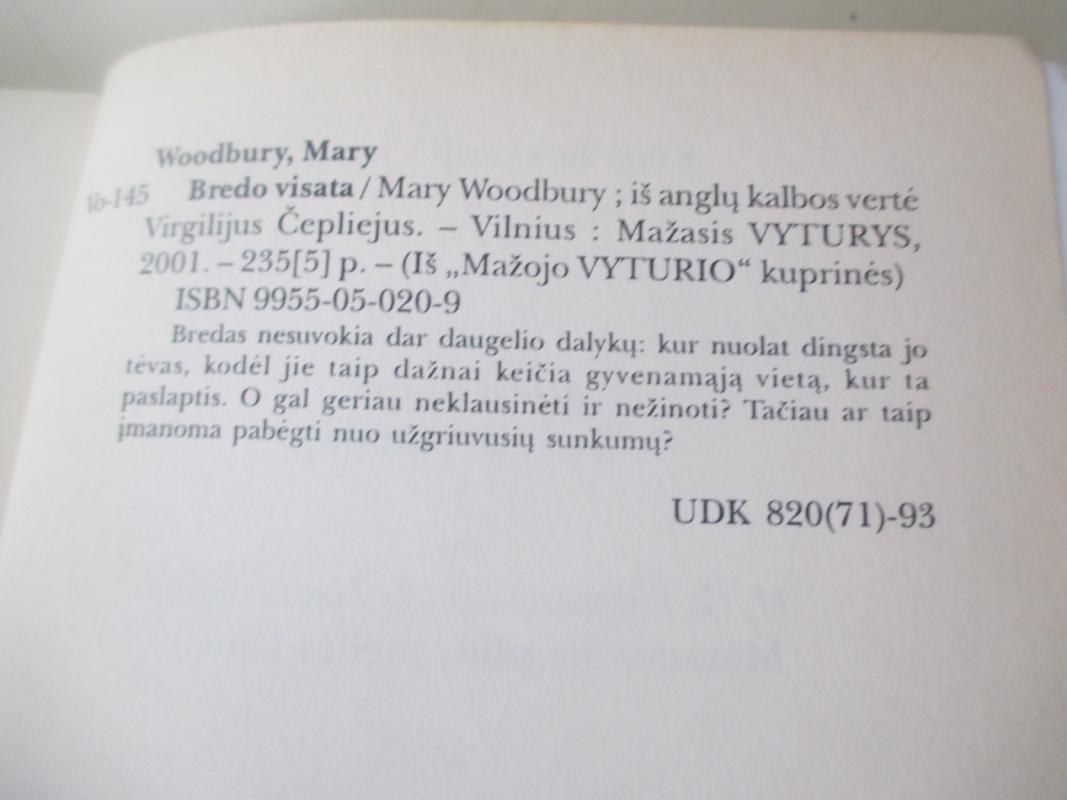 Woodbury, Mary
Vo-145 Bredo visata / Mary Woodbury ; iš anglų kalbos vertė
Virgilijus Čepliejus. – Vilnius : Mažasis VYTURYS,
2001. – 235[5] p. – (Iš „Mažojo VYTURIO“ kuprinės)
ISBN 9955-05-020-9
Bredas nesuvokia dar daugelio dalykų: kur nuolat dingsta jo
tėvas, kodėl jie taip dažnai keičia gyvenamąją vietą, kur ta
paslaptis. O gal geriau neklausinėti ir nežinoti? Tačiau ar taip
įmanoma pabėgti nuo užgriuvusių sunkumų?
UDK 820(71)-93